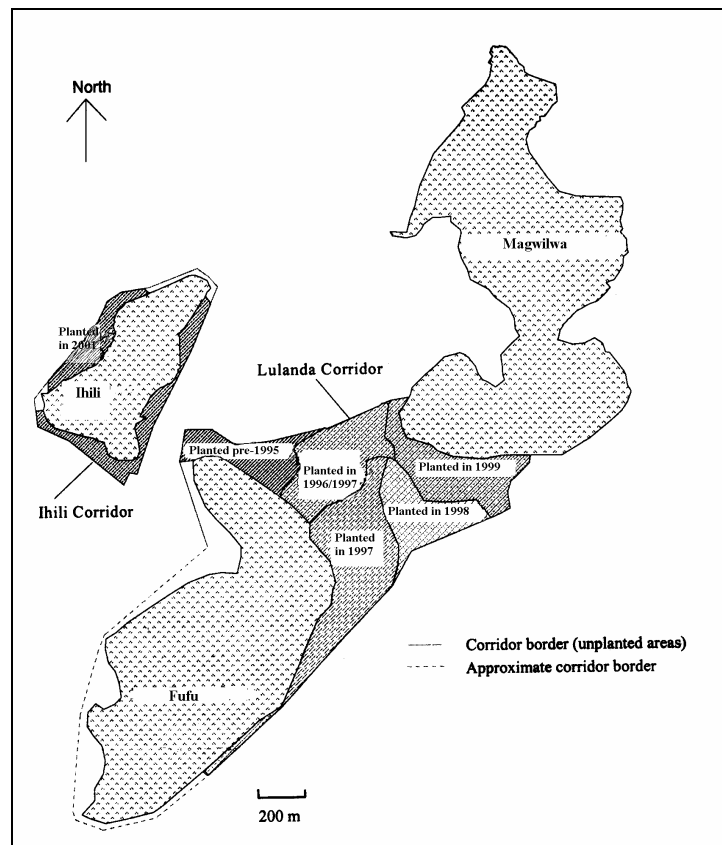 North
Magwilwa
Planted
in 2001
Ihili
Lulanda Corridor
Planted pre-1995
Planted in
1996/1997
Planted in 1999
Ihili Corridor
Planted in 1998
Planted
in 1997
Corridor border (unplanted areas)
Approximate corridor border
Fufu
200 m